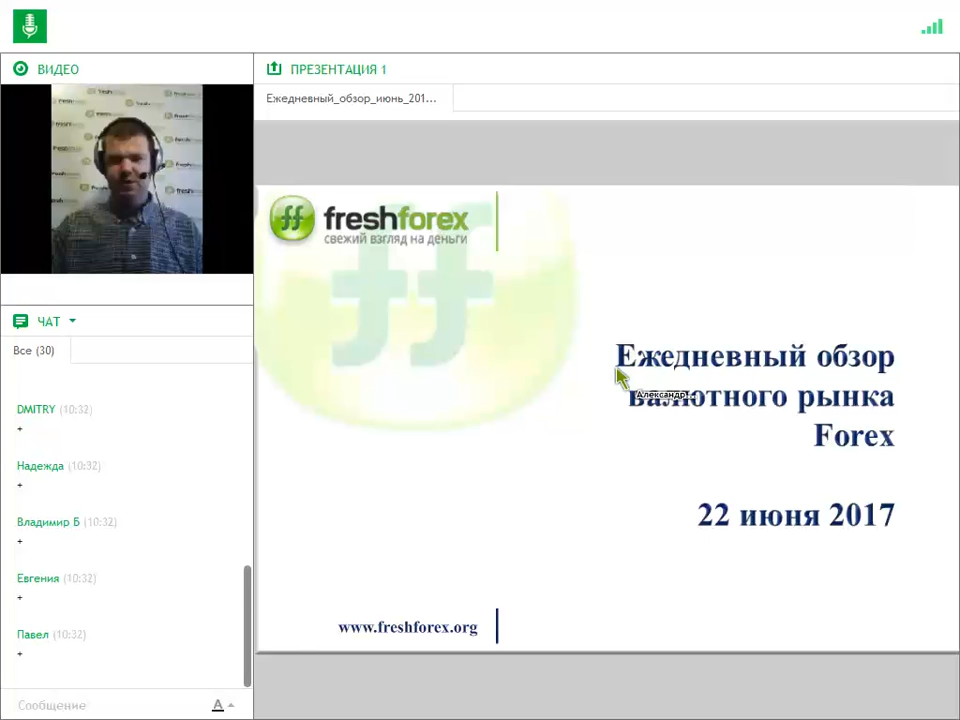 ВИДЕО
ПРЕЗЕНТАЦИЯ 1
Ежедневный_обзор_июнь_201...
freshforex
свежий взгляд на деньги
ff
Ежедневный обзор
валютного рынка
Forex
Александр...
22 июня 2017
www.freshforex.org
ЧАТ
Все (30)
DMITRY (10:32)
+
Надежда (10:32)
+
Владимир Б (10:32)
+
Евгения (10:32)
+
Павел (10:32)
+
Сообщение
A